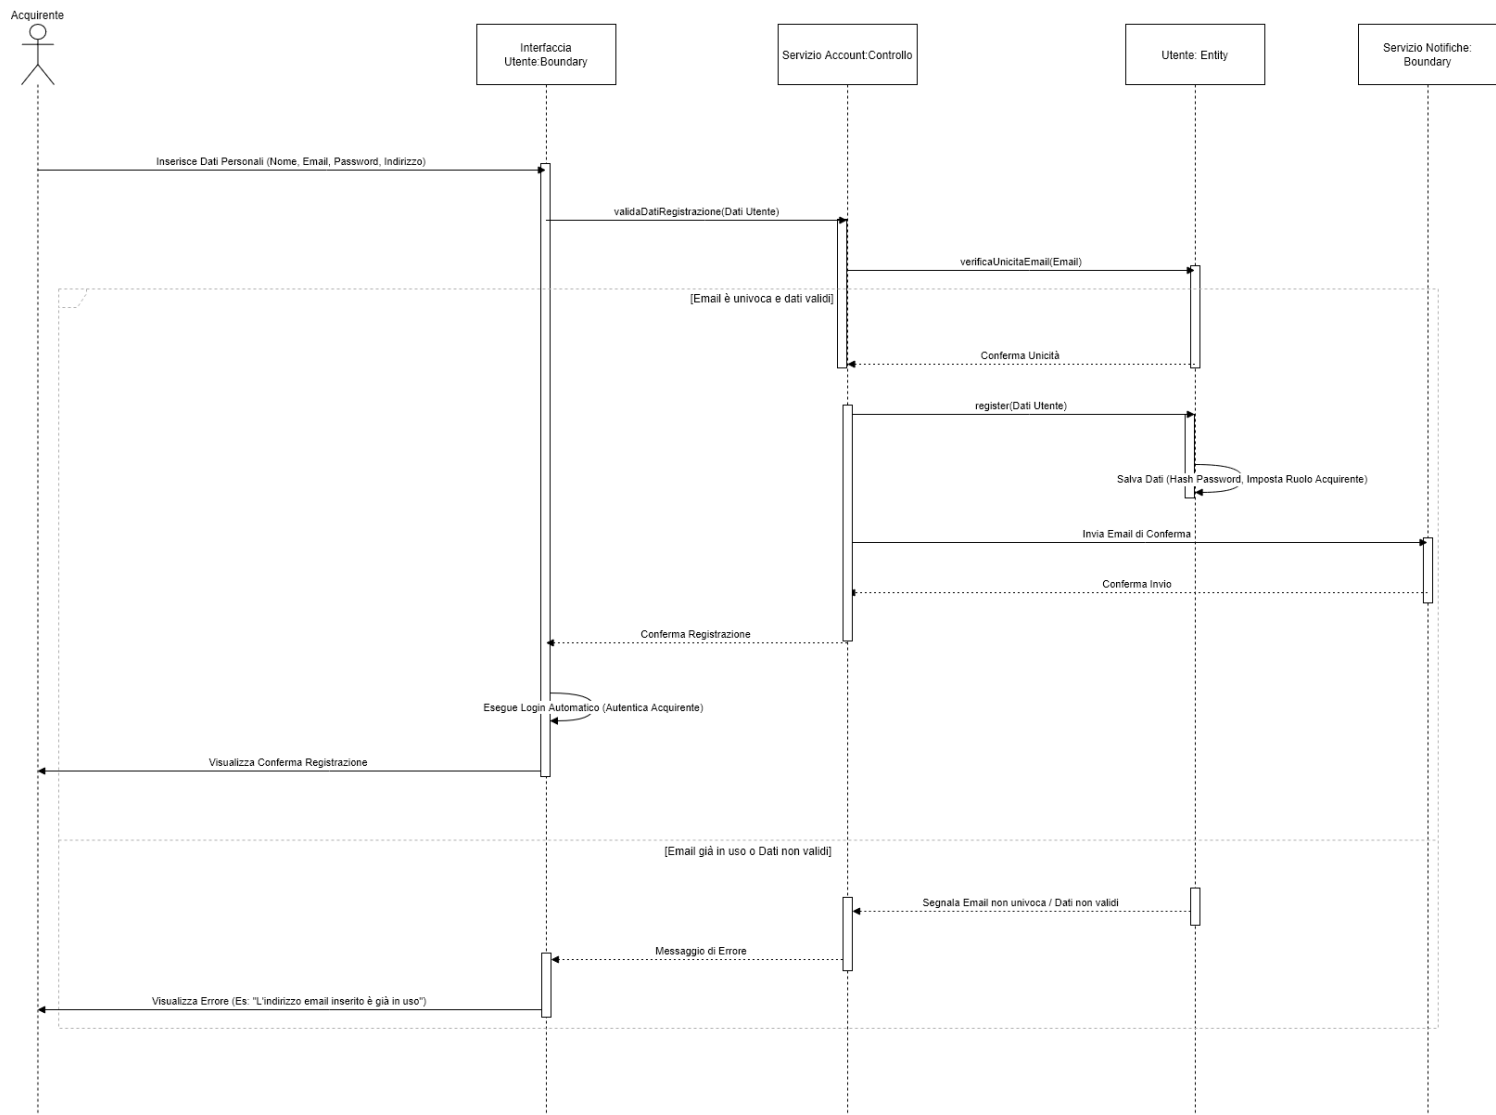 Acquirente
Interfaccia
Utente:Boundary
Servizio Account:Controllo
Utente: Entity
Servizio Notifiche:
Boundary
Inserisce Dati Personali (Nome, Email, Password, Indirizzo)
validaDatiRegistrazione(Dati Utente)
verificaUnicitaEmail(Email)
[Email è univoca e dati validi]
Conferma Unicità
register(Dati Utente)
Salva Dati (Hash Password, Imposta Ruolo Acquirente)
Invia Email di Conferma
Conferma Invio
Conferma Registrazione
Esegue Login Automatico (Autentica Acquirente)
Visualizza Conferma Registrazione
[Email già in uso o Dati non validi]
Segnala Email non univoca / Dati non validi
Messaggio di Errore
Visualizza Errore (Es: "L'indirizzo email inserito è già in uso")